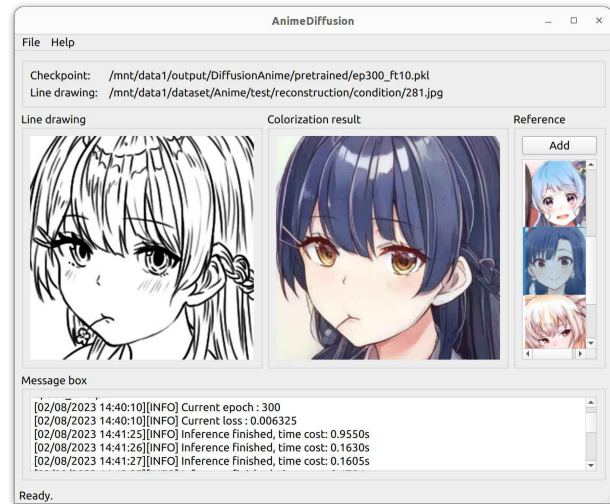 AnimeDiffusion
File Help
Checkpoint: /mnt/data1/output/DiffusionAnime/pretrained/ep300_ft10.pkl
Line drawing: /mnt/data1/dataset/Anime/test/reconstruction/condition/281.jpg
Line drawing
Colorization result
Reference
Add
Message box
[02/08/2023 14:40:10][INFO] Current epoch : 300
[02/08/2023 14:40:10][INFO] Current loss : 0.006325
[02/08/2023 14:41:25][INFO] Inference finished, time cost: 0.9550s
[02/08/2023 14:41:26][INFO] Inference finished, time cost: 0.1630s
[02/08/2023 14:41:27][INFO] Inference finished, time cost: 0.1605s
Ready.